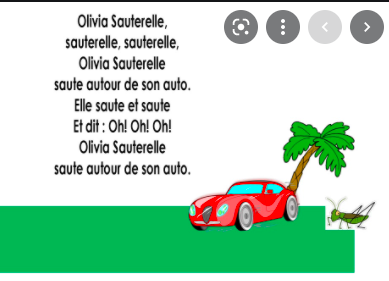 Olivia Sauterelle,
sauterelle, sauterelle,
Olivia Sauterelle
saute autour de son auto.
Elle saute et saute
Et dit : Oh! Oh! Oh!
Olivia Sauterelle
saute autour de son auto.